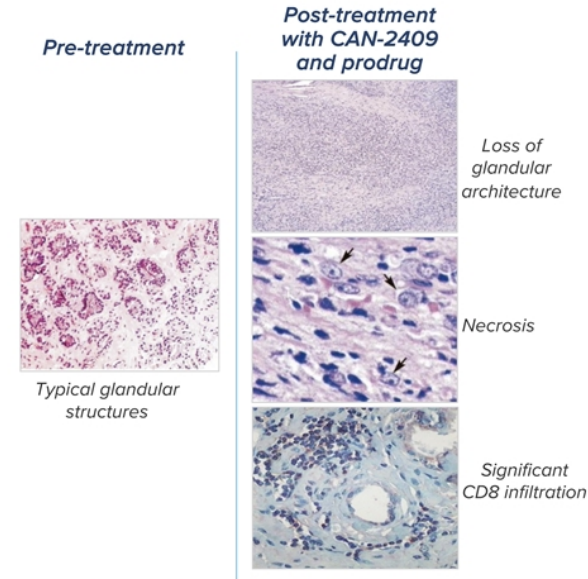 Pre-treatment
Post-treatment
with CAN-2409
and prodrug
Typical glandular
structures
Loss of
glandular
architecture
Necrosis
Significant
CD8 infiltration